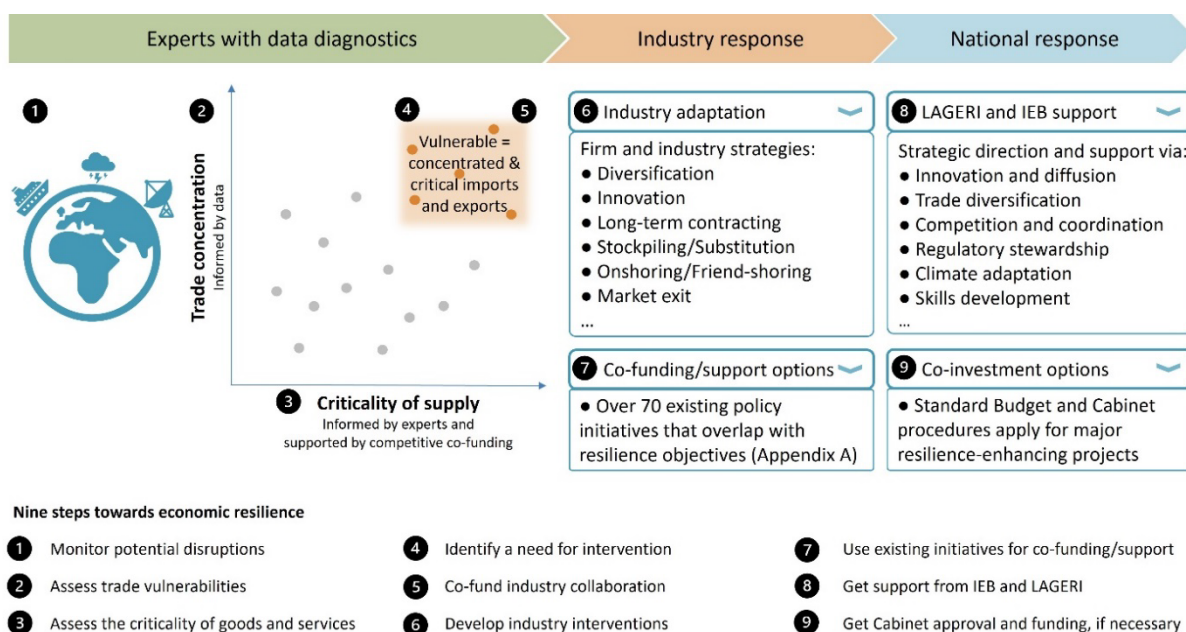 Experts with data diagnostics
Industry response
National response
1
2
Trade concentration
Informed by data
4
5
Vulnerable =
concentrated &
critical imports
and exports
3
Criticality of supply
Informed by experts and
supported by competitive co-funding
6 Industry adaptation
Firm and industry strategies:
● Diversification
● Innovation
● Long-term contracting
● Stockpiling/Substitution
● Onshoring/Friend-shoring
● Market exit
...
7 Co-funding/support options
● Over 70 existing policy
initiatives that overlap with
resilience objectives (Appendix A)
8 LAGERI and IEB support
Strategic direction and support via:
● Innovation and diffusion
● Trade diversification
● Competition and coordination
● Regulatory stewardship
● Climate adaptation
● Skills development
...
9 Co-investment options
● Standard Budget and Cabinet
procedures apply for major
resilience-enhancing projects
Nine steps towards economic resilience
1 Monitor potential disruptions
2 Assess trade vulnerabilities
3 Assess the criticality of goods and services
4 Identify a need for intervention
5 Co-fund industry collaboration
6 Develop industry interventions
7 Use existing initiatives for co-funding/support
8 Get support from IEB and LAGERI
9 Get Cabinet approval and funding, if necessary